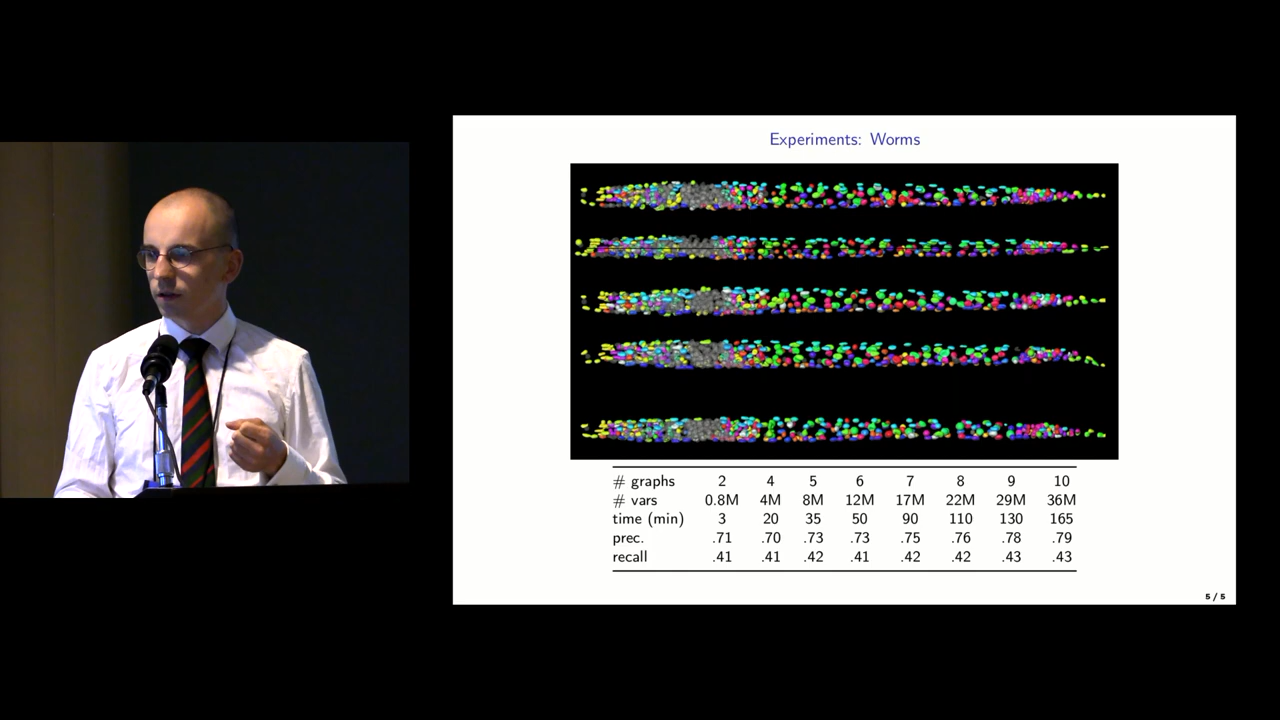 Experiments: Worms
# graphs 2 4 5 6 7 8 9 10
# vars 0.8M 4M 8M 12M 17M 22M 29M 36M
time (min) 3 20 35 50 90 110 130 165
prec. .71 .70 .73 .73 .75 .76 .78 .79
recall .41 .41 .42 .41 .42 .42 .43 .43
5 / 5